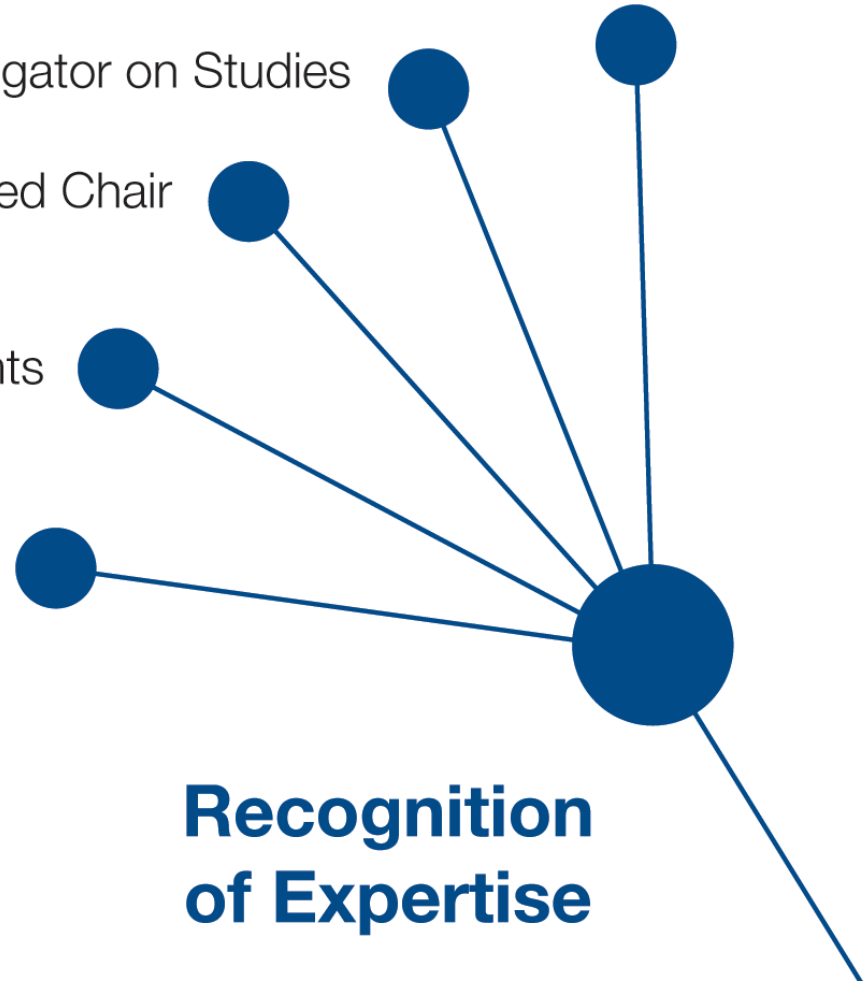 gator on Studies
ed Chair
nts
Recognition
of Expertise